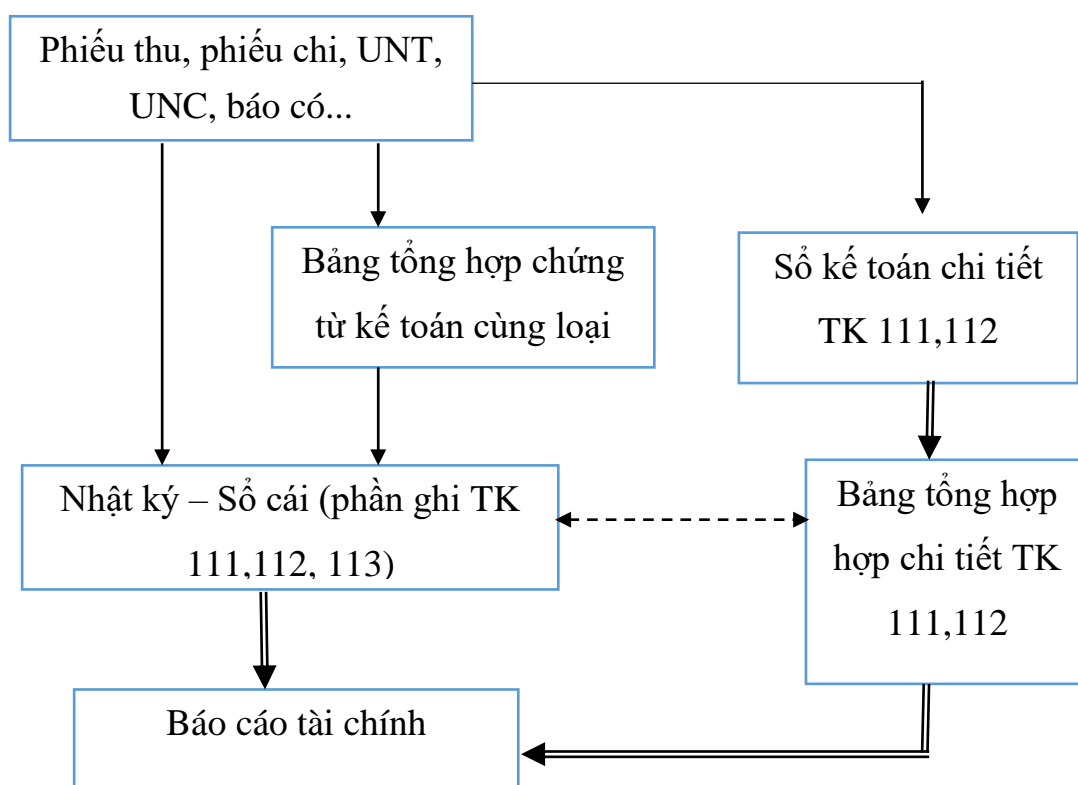 Phiếu thu, phiếu chi, UNT,
UNC, báo có...
Bảng tổng hợp chứng
từ kế toán cùng loại
Sổ kế toán chi tiết
TK 111,112
Nhật ký – Sổ cái (phần ghi TK
111,112, 113)
Bảng tổng hợp
hợp chi tiết TK
111,112
Báo cáo tài chính